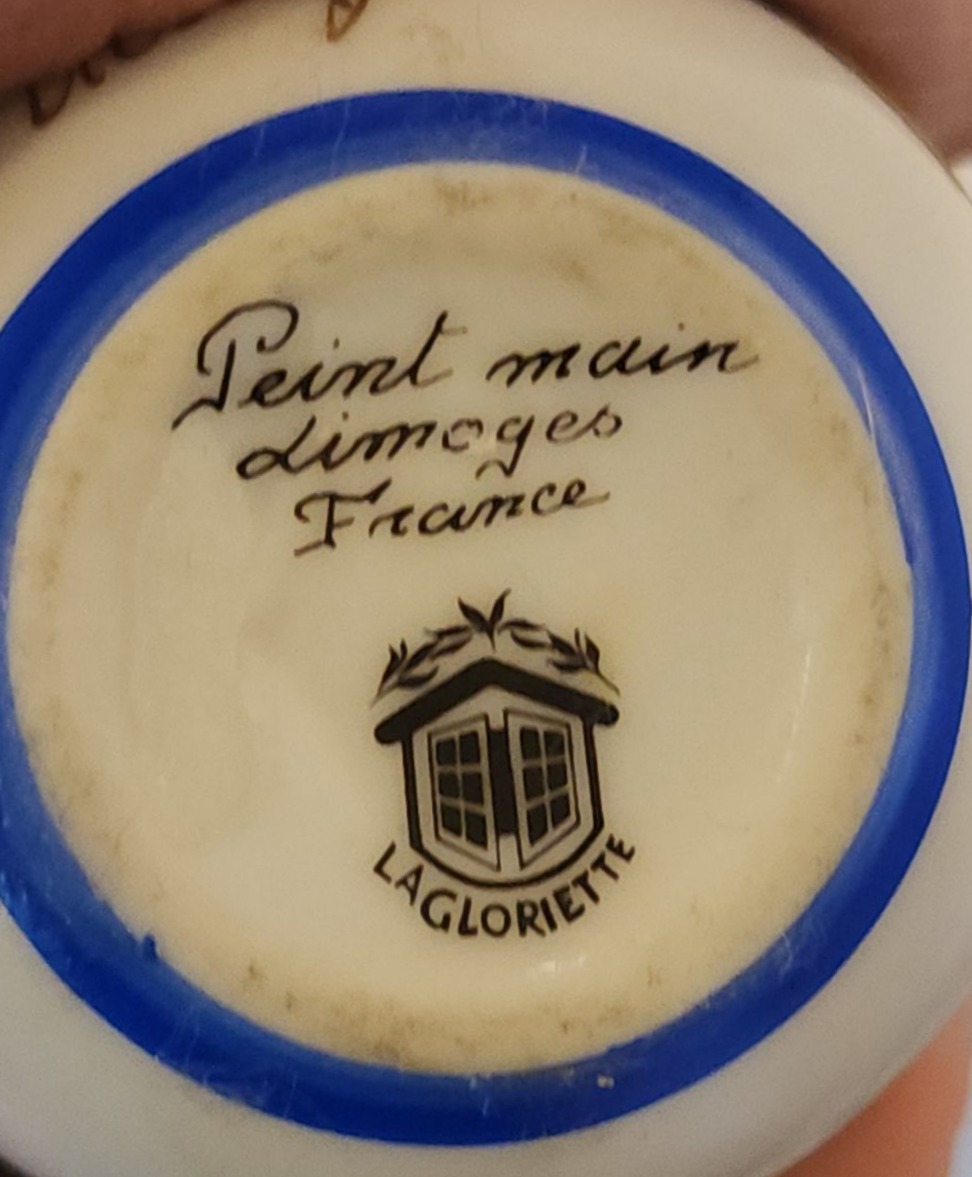 Peint main
Limoges
France
LAGLORIETTE